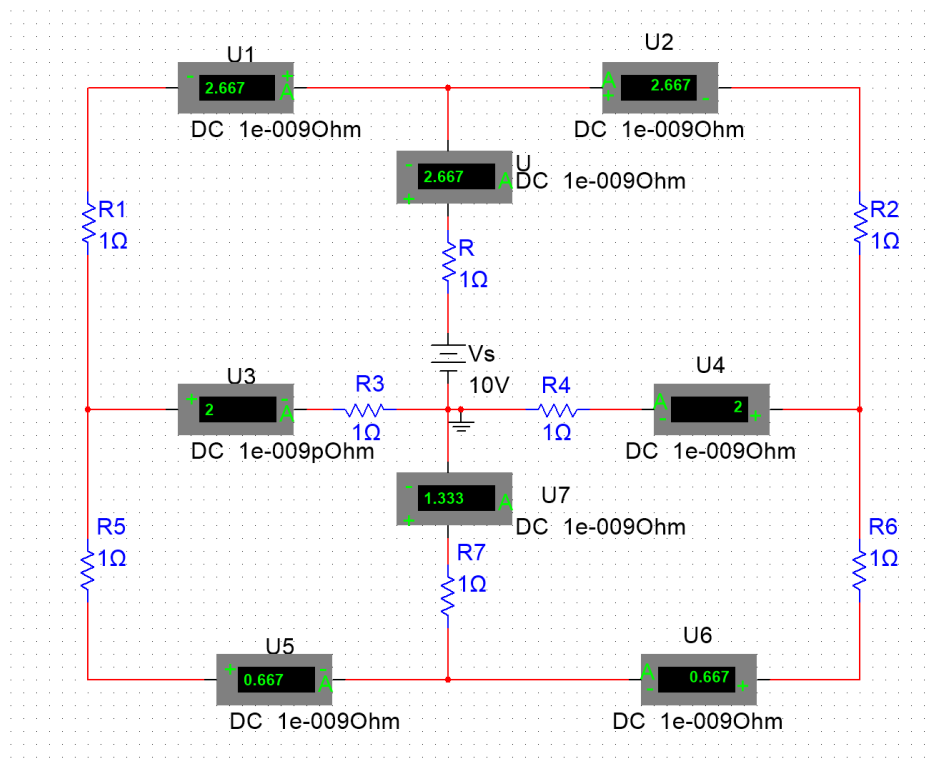 U1
U2
- 2.667 + A
A + 2.667 -
DC 1e-009Ohm
DC 1e-009Ohm
U
- 2.667 A +
DC 1e-009Ohm
R1
1Ω
R2
1Ω
R
1Ω
Vs
10V
U3
+ 2 - A
DC 1e-009pOhm
R3
1Ω
R4
1Ω
U4
A - 2 +
DC 1e-009Ohm
- 1.333 A +
U7
DC 1e-009Ohm
R5
1Ω
R6
1Ω
R7
1Ω
U5
+ 0.667 - A
DC 1e-009Ohm
U6
A - 0.667 +
DC 1e-009Ohm